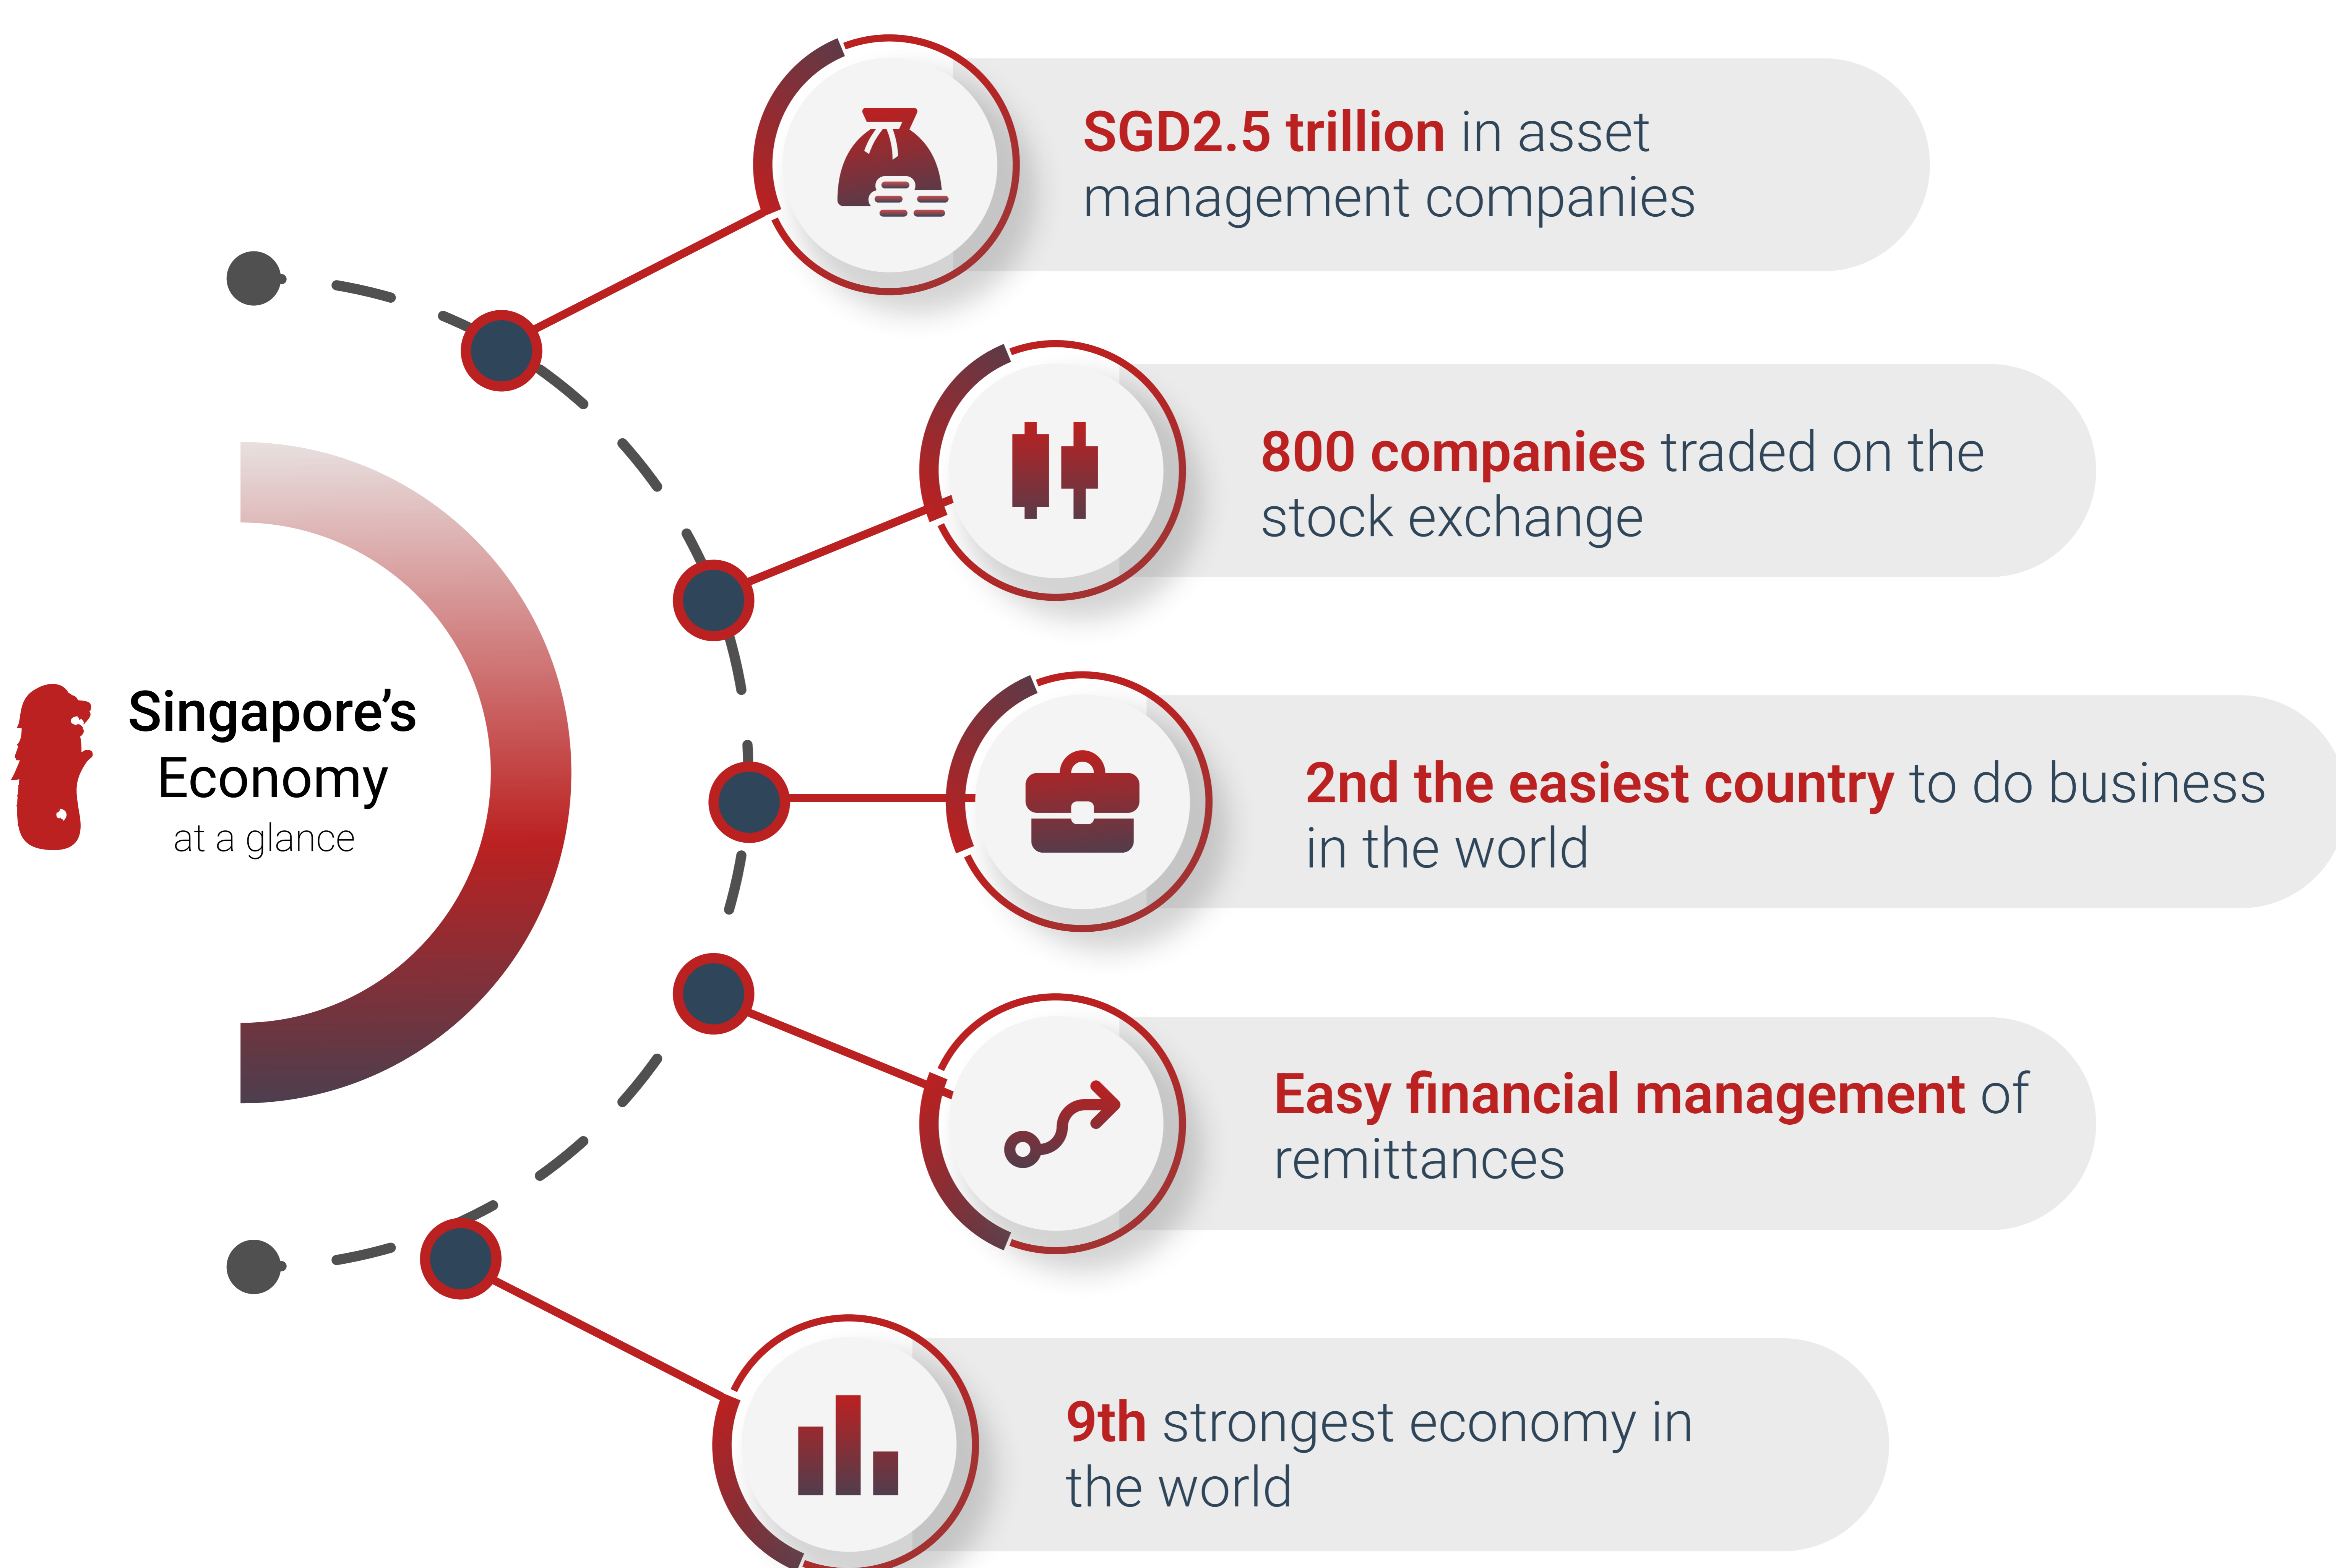 Singapore’s
Economy
at a glance
SGD2.5 trillion in asset
management companies
800 companies traded on the
stock exchange
2nd the easiest country to do business
in the world
Easy financial management of
remittances
9th strongest economy in
the world